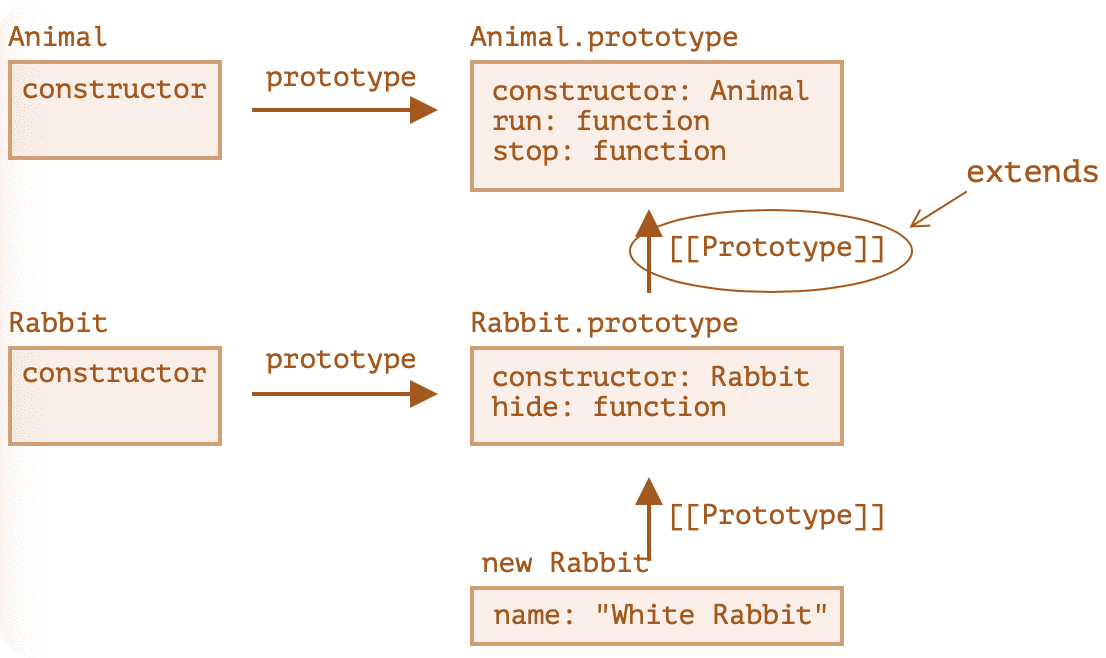 Animal
constructor
prototype
Animal.prototype
constructor: Animal
run: function
stop: function
extends
[[Prototype]]
Rabbit
constructor
prototype
Rabbit.prototype
constructor: Rabbit
hide: function
[[Prototype]]
new Rabbit
name: "White Rabbit"